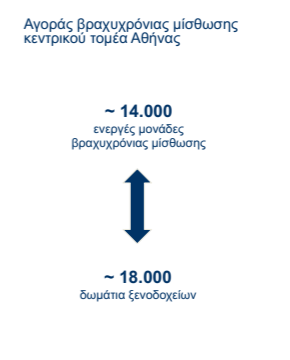 Αγοράς βραχυχρόνιας μίσθωσης
κεντρικού τομέα Αθήνας
~ 14.000
ενεργές μονάδες
βραχυχρόνιας μίσθωσης
~ 18.000
δωμάτια ξενοδοχείων